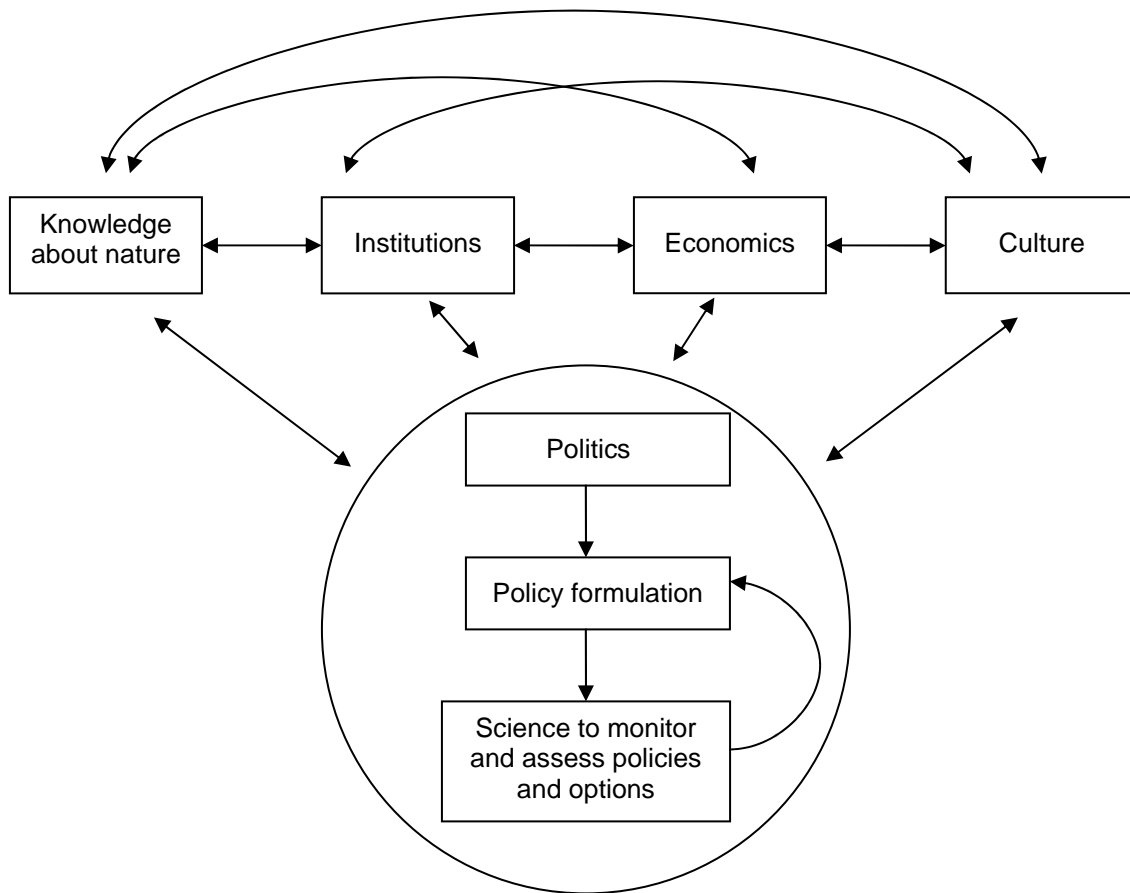 Knowledge
about nature
Institutions
Economics
Culture
Politics
Policy formulation
Science to monitor
and assess policies
and options